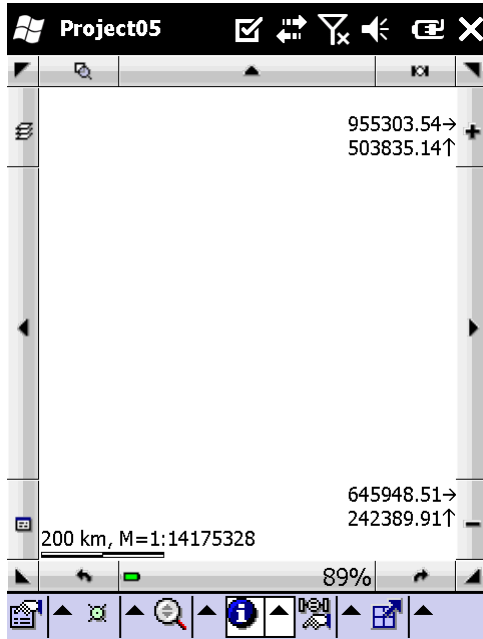 Project05
955303.54→
503835.14↑
645948.51→
242389.91↑
200 km, M=1:14175328
89%